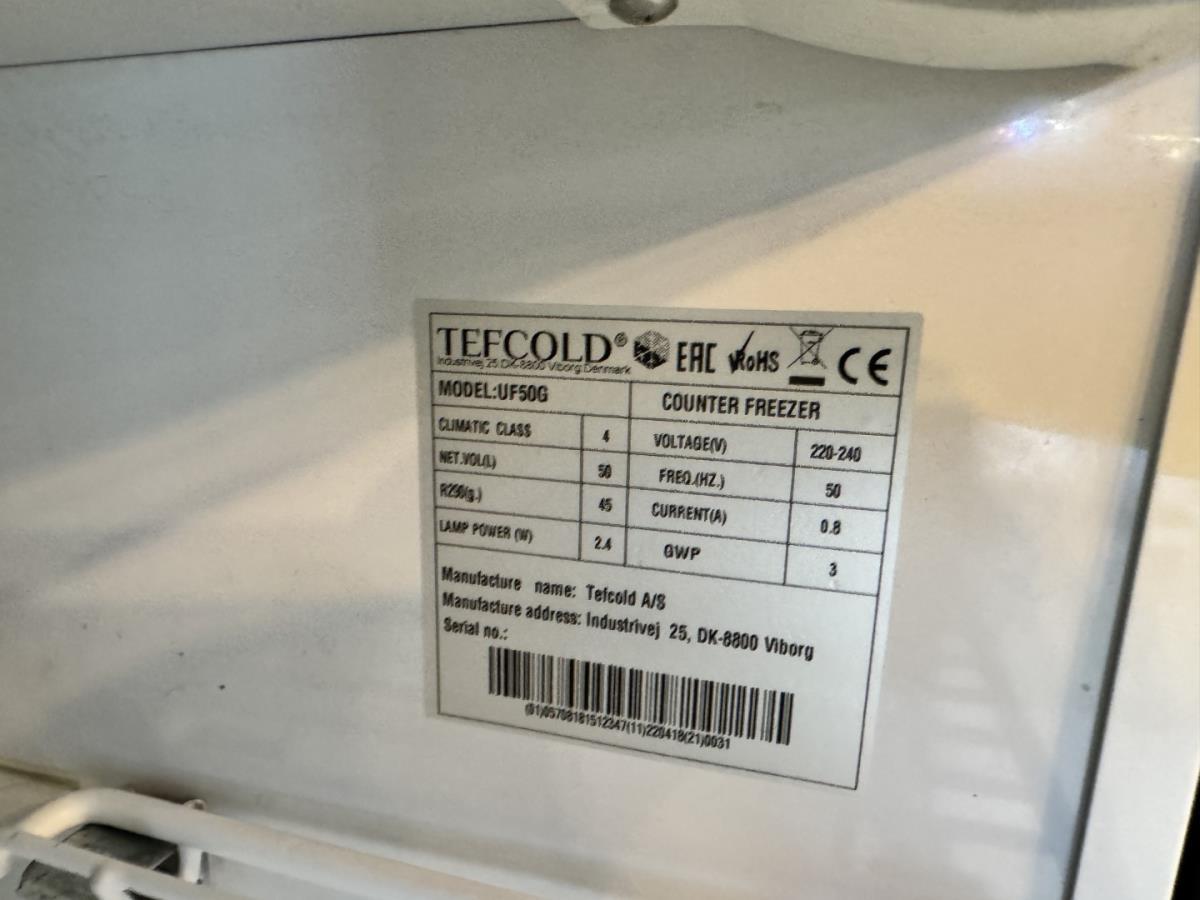 TEFCOLD® EAC RoHS CE
Industrivej 25 DK-8800 Viborg Denmark
MODEL:UF50G COUNTER FREEZER
CLIMATIC CLASS 4 VOLTAGE(V) 220-240
NET.VOL(L) 50 FREQ.(HZ.) 50
R290(g.) 45 CURRENT(A) 0.8
LAMP POWER (W) 2.4 GWP 3
Manufacture name: Tefcold A/S
Manufacture address: Industrivej 25, DK-8800 Viborg
Serial no.:
(01)05708181512347(11)220418(21)0031